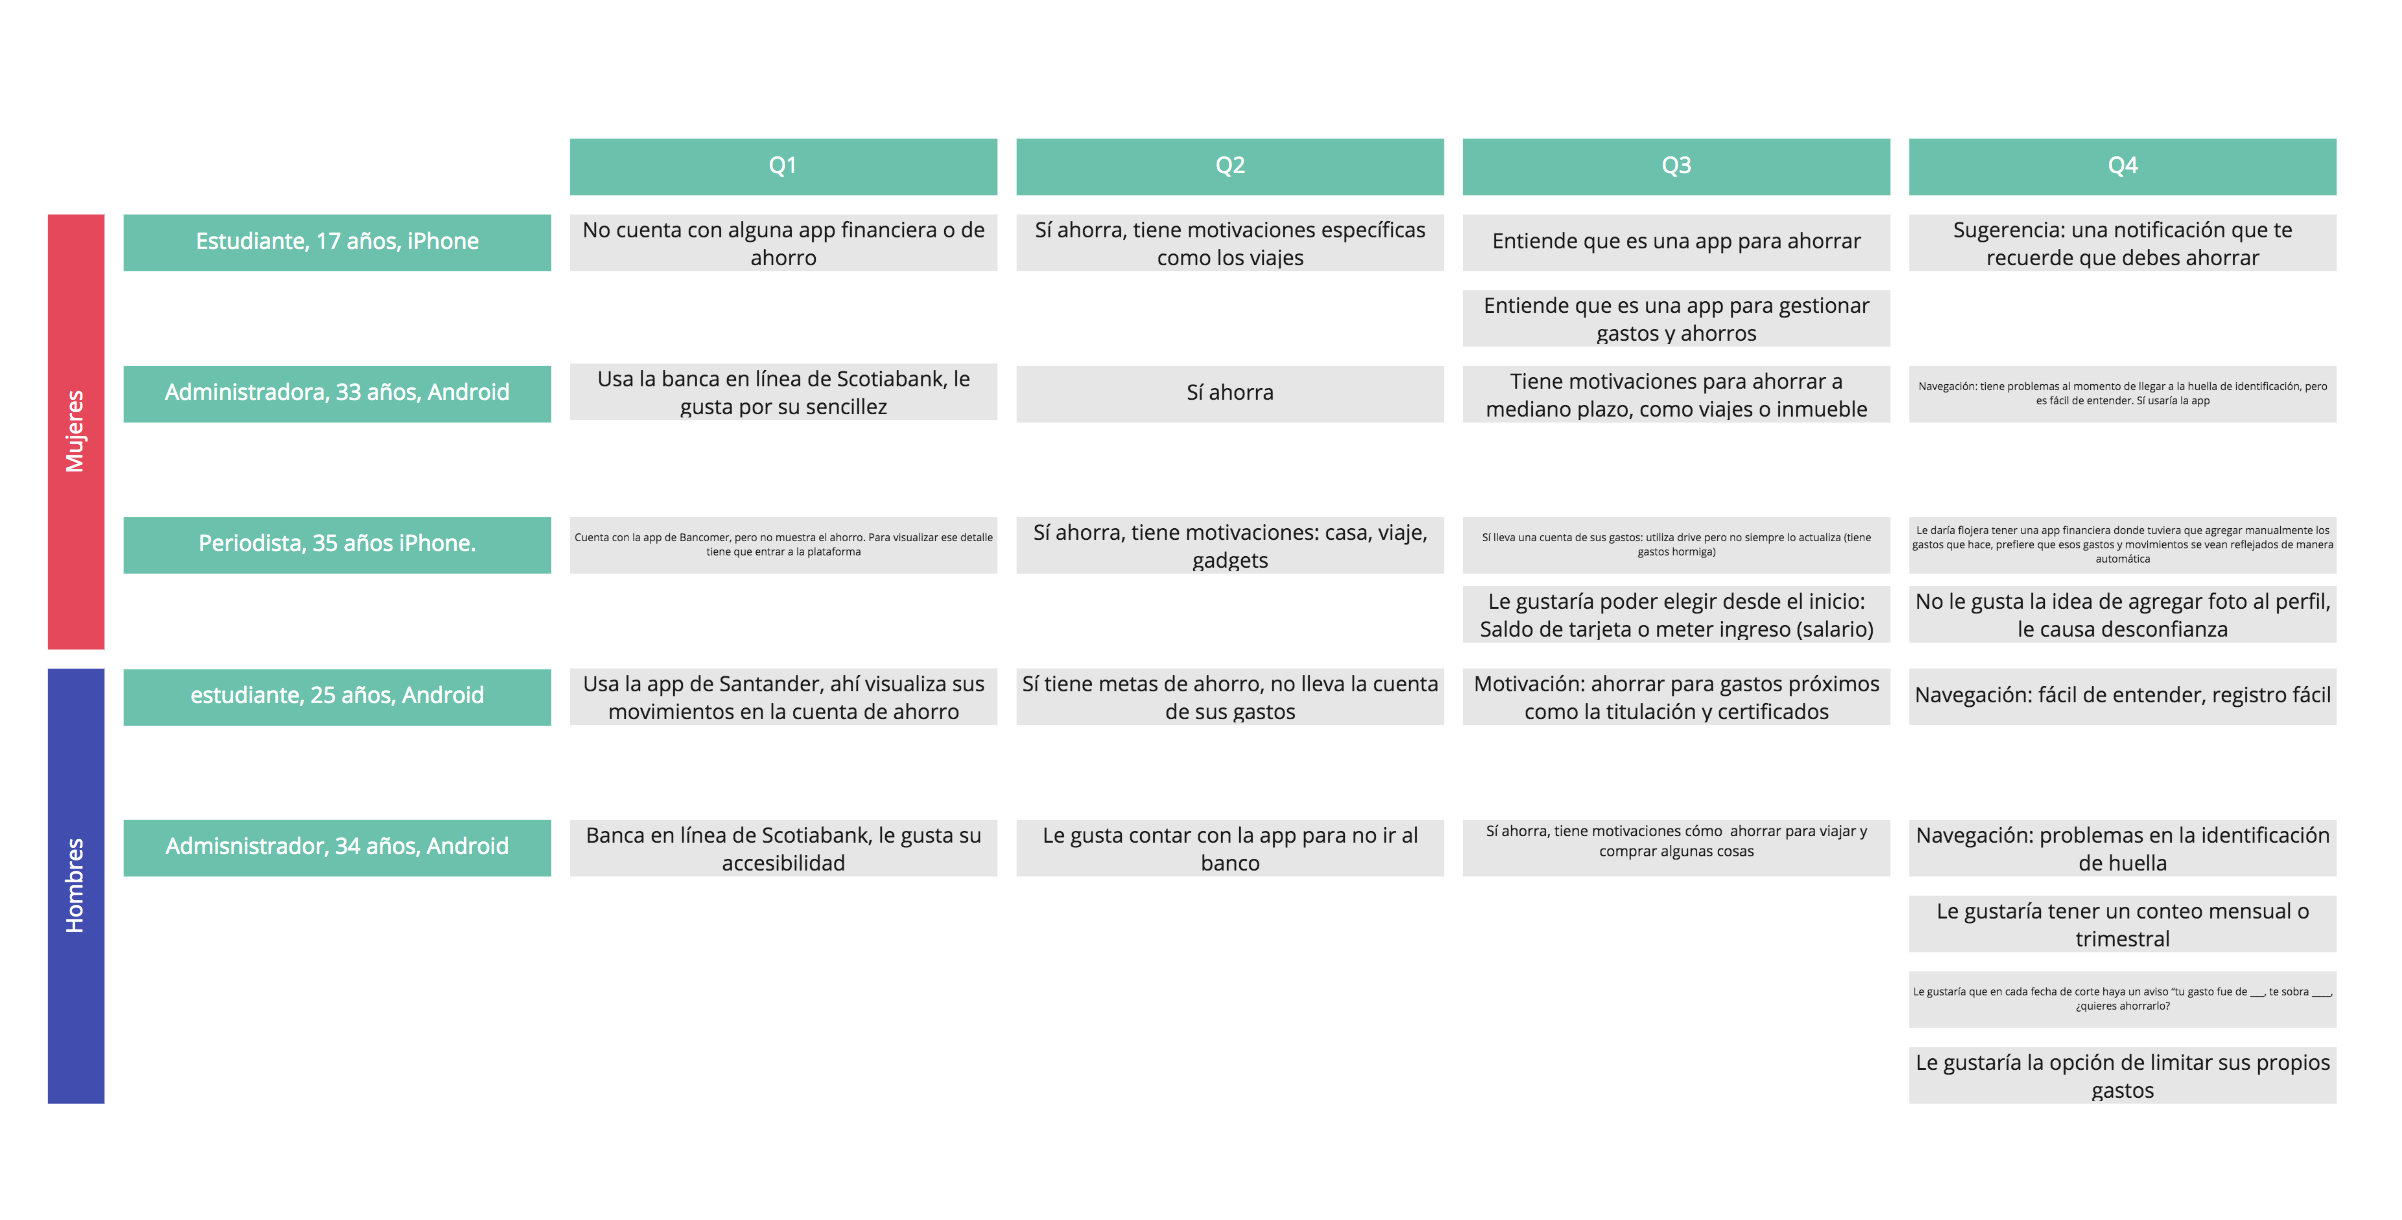 Q1
Q2
Q3
Q4
Mujeres
Estudiante, 17 años, iPhone
No cuenta con alguna app financiera o de
ahorro
Sí ahorra, tiene motivaciones específicas
como los viajes
Entiende que es una app para ahorrar
Sugerencia: una notificación que te
recuerde que debes ahorrar
Entiende que es una app para gestionar
gastos y ahorros
Administradora, 33 años, Android
Usa la banca en línea de Scotiabank, le
gusta por su sencillez
Sí ahorra
Tiene motivaciones para ahorrar a
mediano plazo, como viajes o inmueble
Navegación: tiene problemas al momento de llegar a la huella de identificación, pero
es fácil de entender. Sí usaría la app
Periodista, 35 años iPhone.
Cuenta con la app de Bancomer, pero no muestra el ahorro. Para visualizar ese detalle
tiene que entrar a la plataforma
Sí ahorra, tiene motivaciones: casa, viaje,
gadgets
Sí lleva una cuenta de sus gastos: utiliza drive pero no siempre lo actualiza (tiene
gastos hormiga)
Le daría flojera tener una app financiera donde tuviera que agregar manualmente los
gastos que hace, prefiere que esos gastos y movimientos se vean reflejados de manera
automática
Le gustaría poder elegir desde el inicio:
Saldo de tarjeta o meter ingreso (salario)
No le gusta la idea de agregar foto al perfil,
le causa desconfianza
Hombres
estudiante, 25 años, Android
Usa la app de Santander, ahí visualiza sus
movimientos en la cuenta de ahorro
Sí tiene metas de ahorro, no lleva la cuenta
de sus gastos
Motivación: ahorrar para gastos próximos
como la titulación y certificados
Navegación: fácil de entender, registro fácil
Admisnistrador, 34 años, Android
Banca en línea de Scotiabank, le gusta su
accesibilidad
Le gusta contar con la app para no ir al
banco
Sí ahorra, tiene motivaciones cómo  ahorrar para viajar y
comprar algunas cosas
Navegación: problemas en la identificación
de huella
Le gustaría tener un conteo mensual o
trimestral
Le gustaría que en cada fecha de corte haya un aviso “tu gasto fue de ___, te sobra ____,
¿quieres ahorrarlo?
Le gustaría la opción de limitar sus propios
gastos